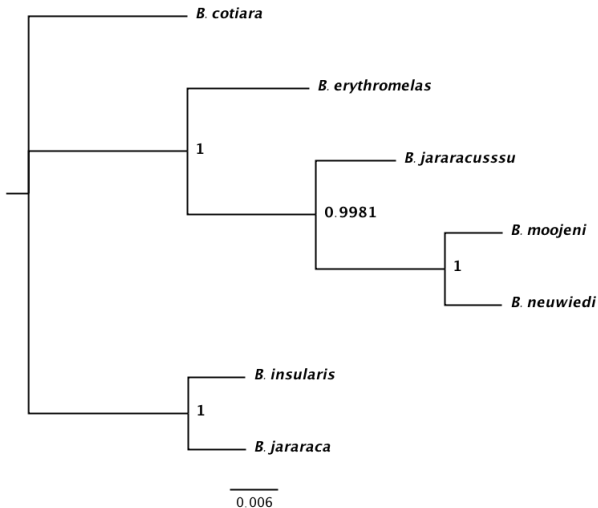 B. cotiara
B. erythromelas
1
B. jararacusssu
0.9981
B. moojeni
1
B. neuwiedi
B. insularis
1
B. jararaca
0.006